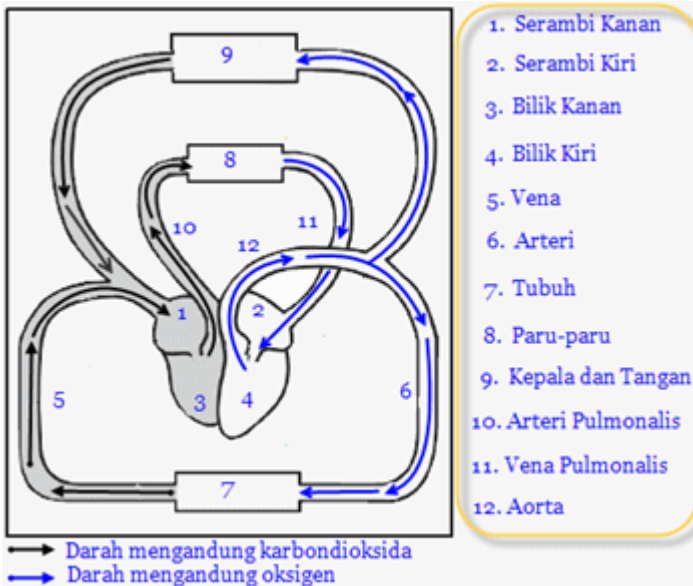 9
8
10
11
12
1
2
3
4
5
6
7
1. Serambi Kanan
2. Serambi Kiri
3. Bilik Kanan
4. Bilik Kiri
5. Vena
6. Arteri
7. Tubuh
8. Paru-paru
9. Kepala dan Tangan
10. Arteri Pulmonalis
11. Vena Pulmonalis
12. Aorta
Darah mengandung karbondioksida
Darah mengandung oksigen